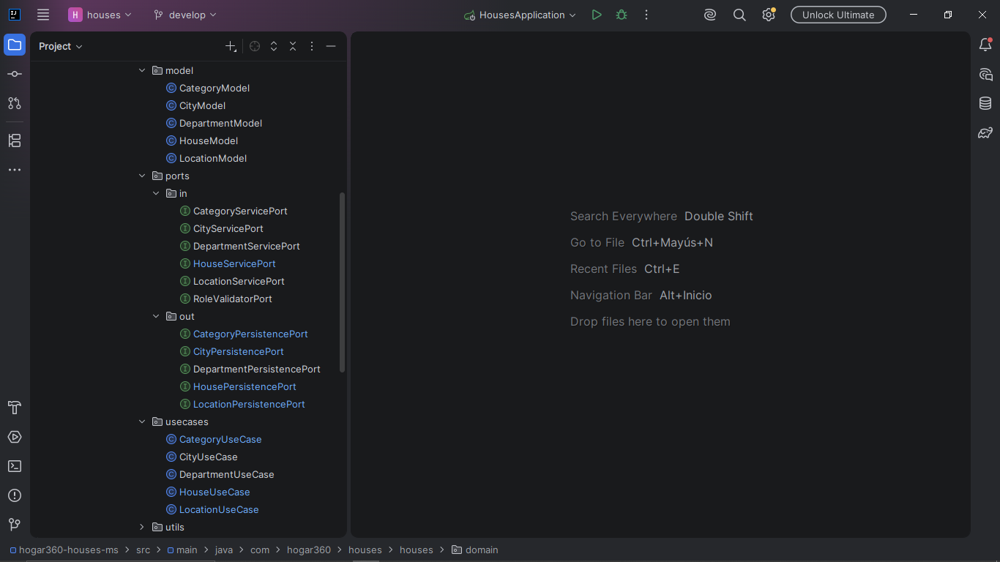 H houses develop HousesApplication Unlock Ultimate
Project
model
CategoryModel
CityModel
DepartmentModel
HouseModel
LocationModel
ports
in
CategoryServicePort
CityServicePort
DepartmentServicePort
HouseServicePort
LocationServicePort
RoleValidatorPort
out
CategoryPersistencePort
CityPersistencePort
DepartmentPersistencePort
HousePersistencePort
LocationPersistencePort
usecases
CategoryUseCase
CityUseCase
DepartmentUseCase
HouseUseCase
LocationUseCase
utils
Search Everywhere Double Shift
Go to File Ctrl+Mayús+N
Recent Files Ctrl+E
Navigation Bar Alt+Inicio
Drop files here to open them
hogar360-houses-ms > src > main > java > com > hogar360 > houses > houses > domain